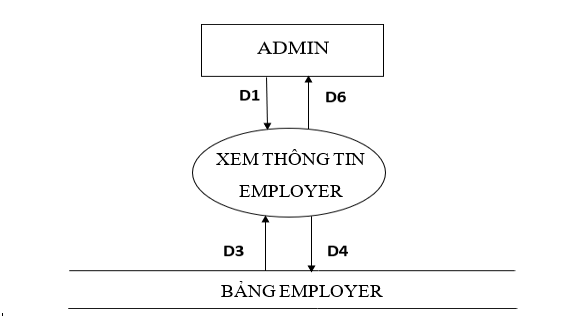 ADMIN
D1
D6
XEM THÔNG TIN
EMPLOYER
D3
D4
BẢNG EMPLOYER